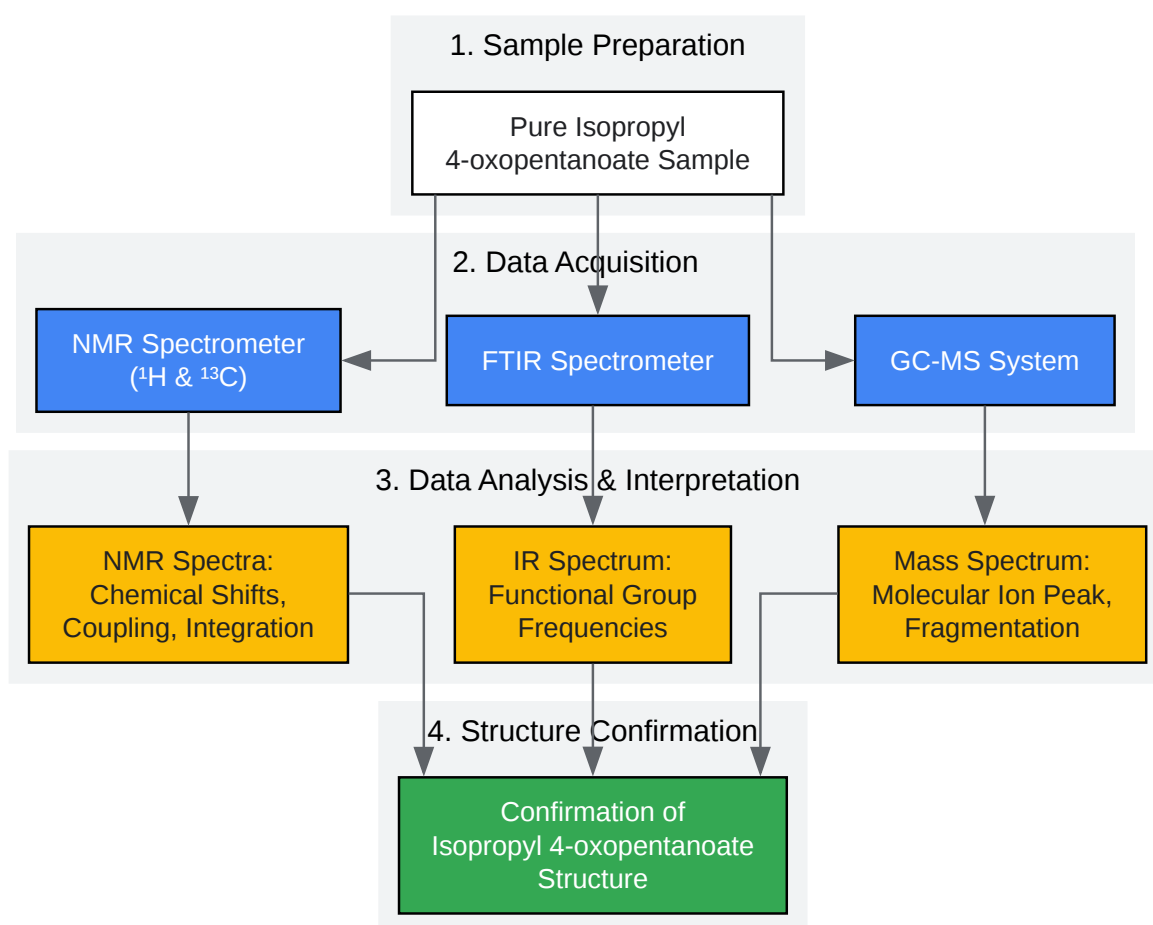 1. Sample Preparation
Pure Isopropyl
4-oxopentanoate Sample
2. Data Acquisition
NMR Spectrometer
(¹H & ¹³C)
FTIR Spectrometer
GC-MS System
3. Data Analysis & Interpretation
NMR Spectra:
Chemical Shifts,
Coupling, Integration
IR Spectrum:
Functional Group
Frequencies
Mass Spectrum:
Molecular Ion Peak,
Fragmentation
4. Structure Confirmation
Confirmation of
Isopropyl 4-oxopentanoate
Structure